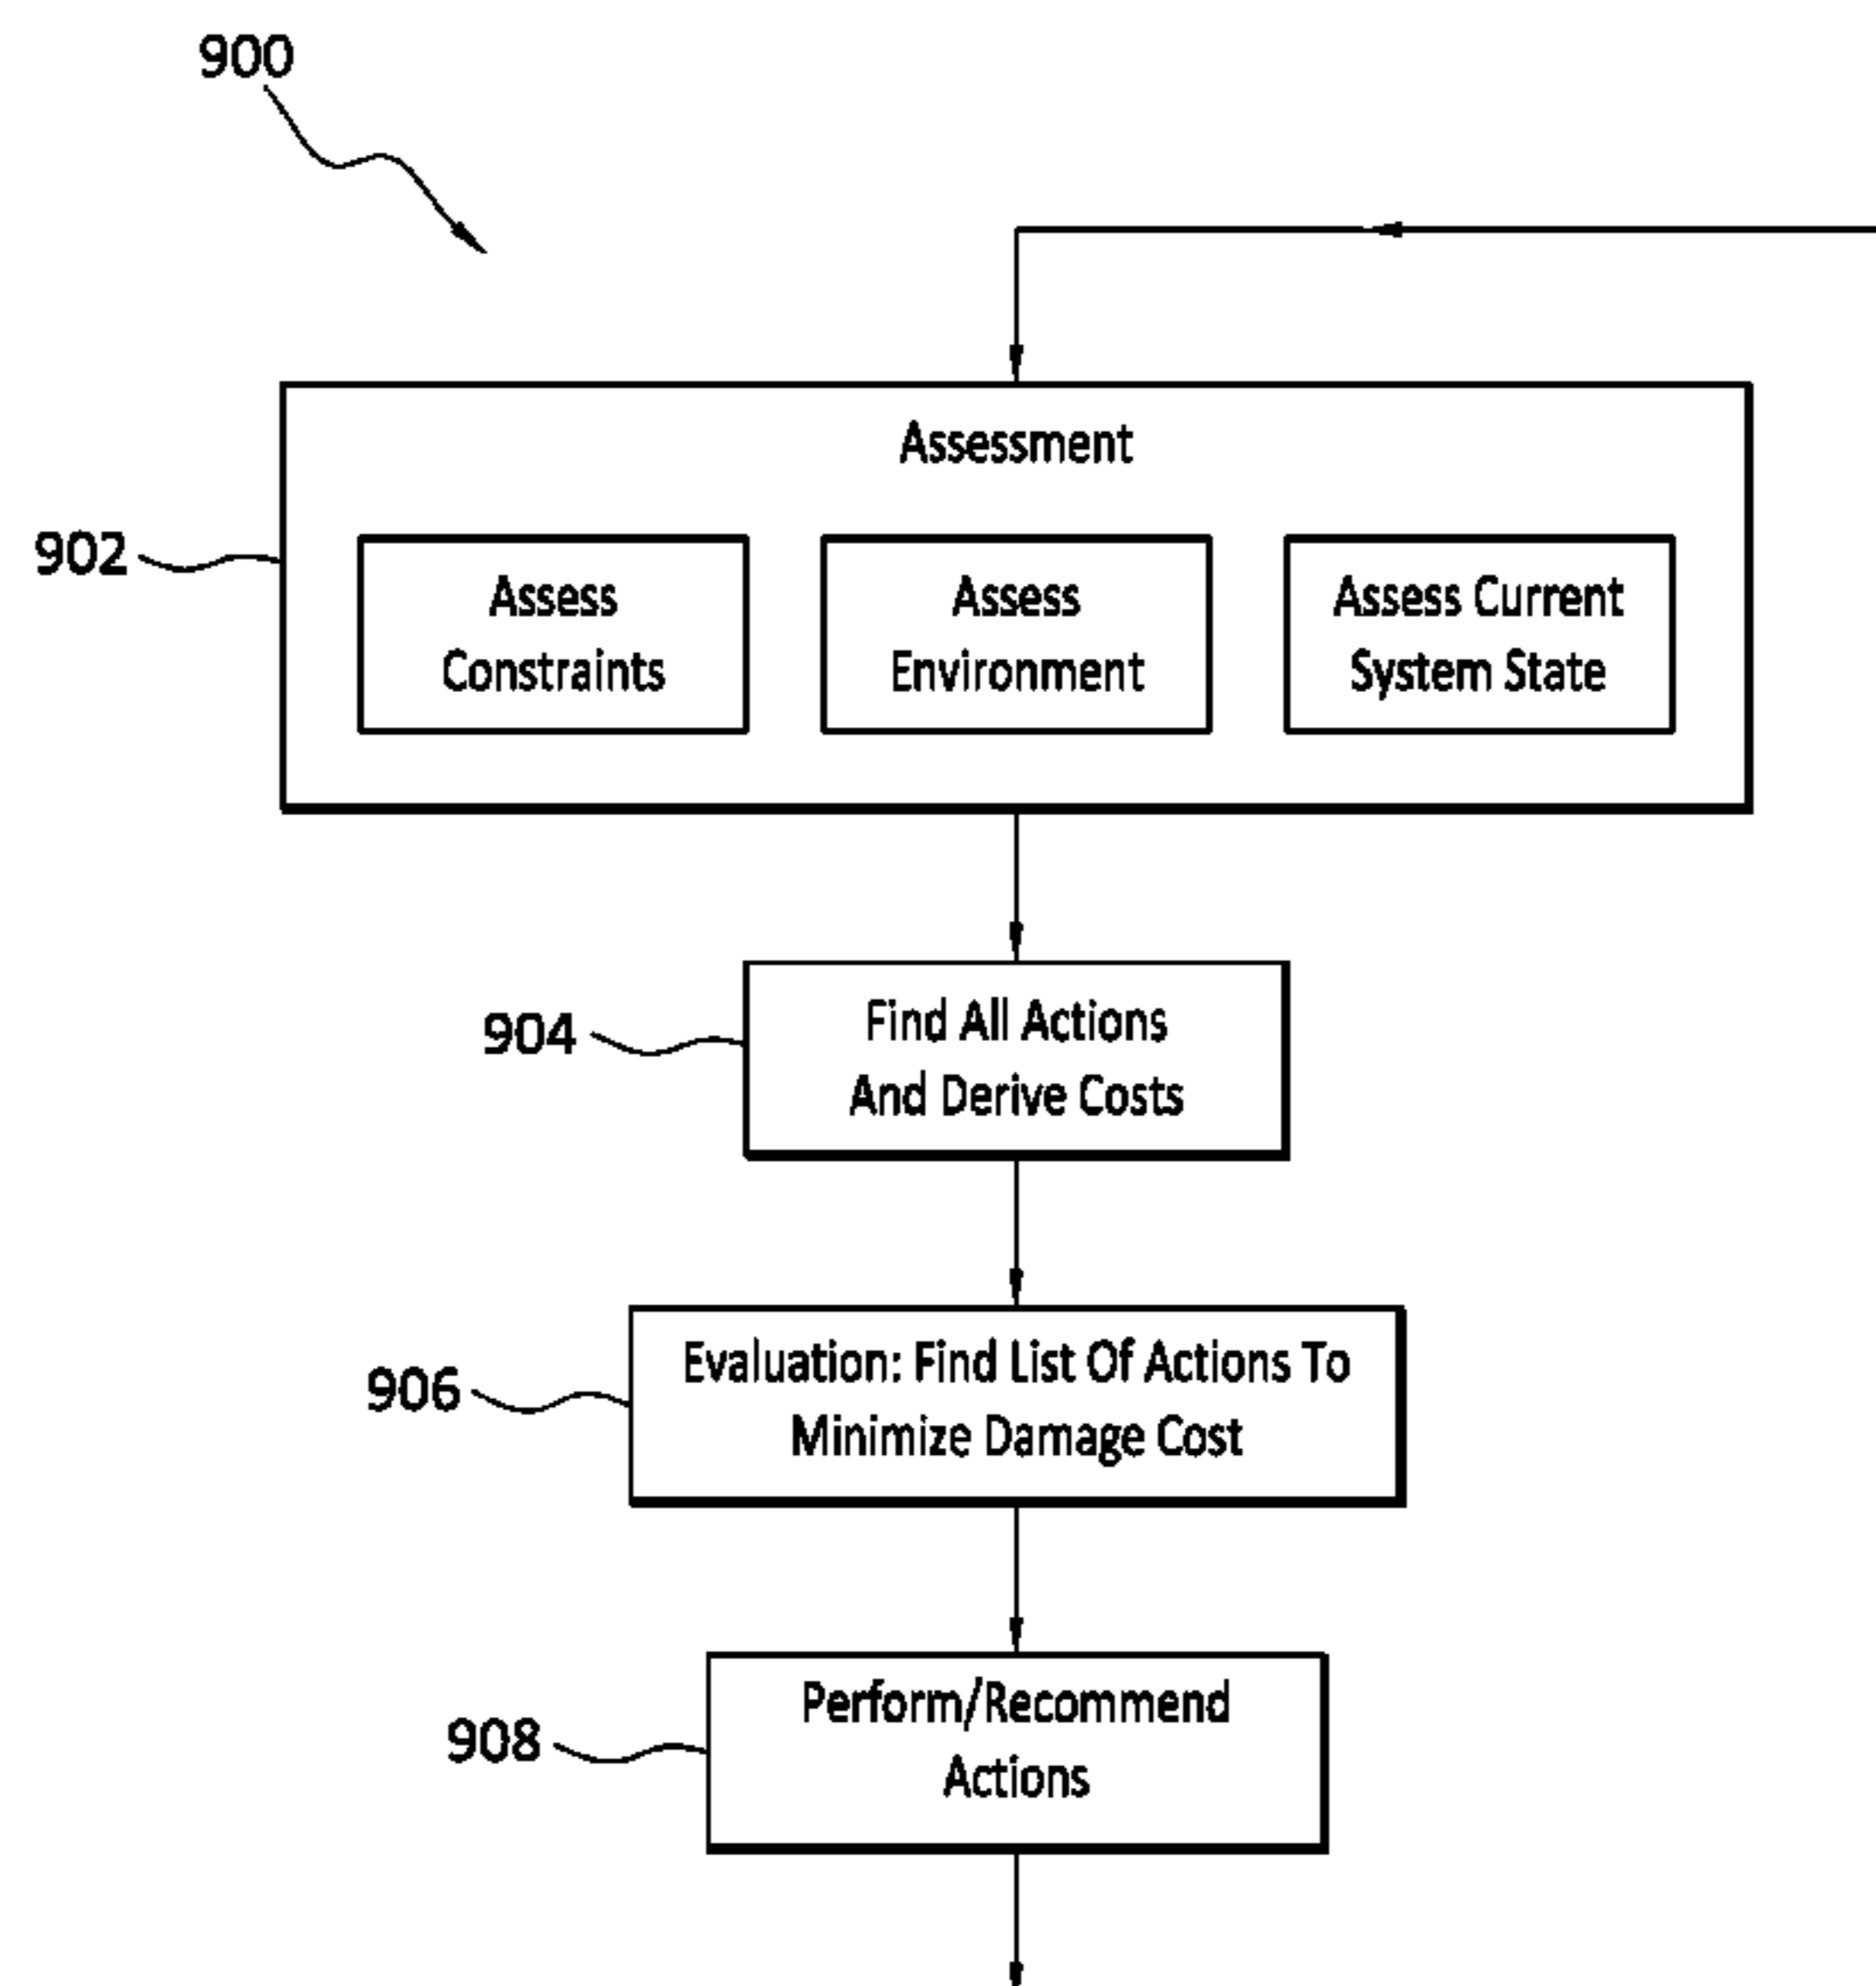 900
Assessment
902
Assess
Constraints
Assess
Environment
Assess Current
System State
904
Find All Actions
And Derive Costs
906
Evaluation: Find List Of Actions To
Minimize Damage Cost
908
Perform/Recommend
Actions